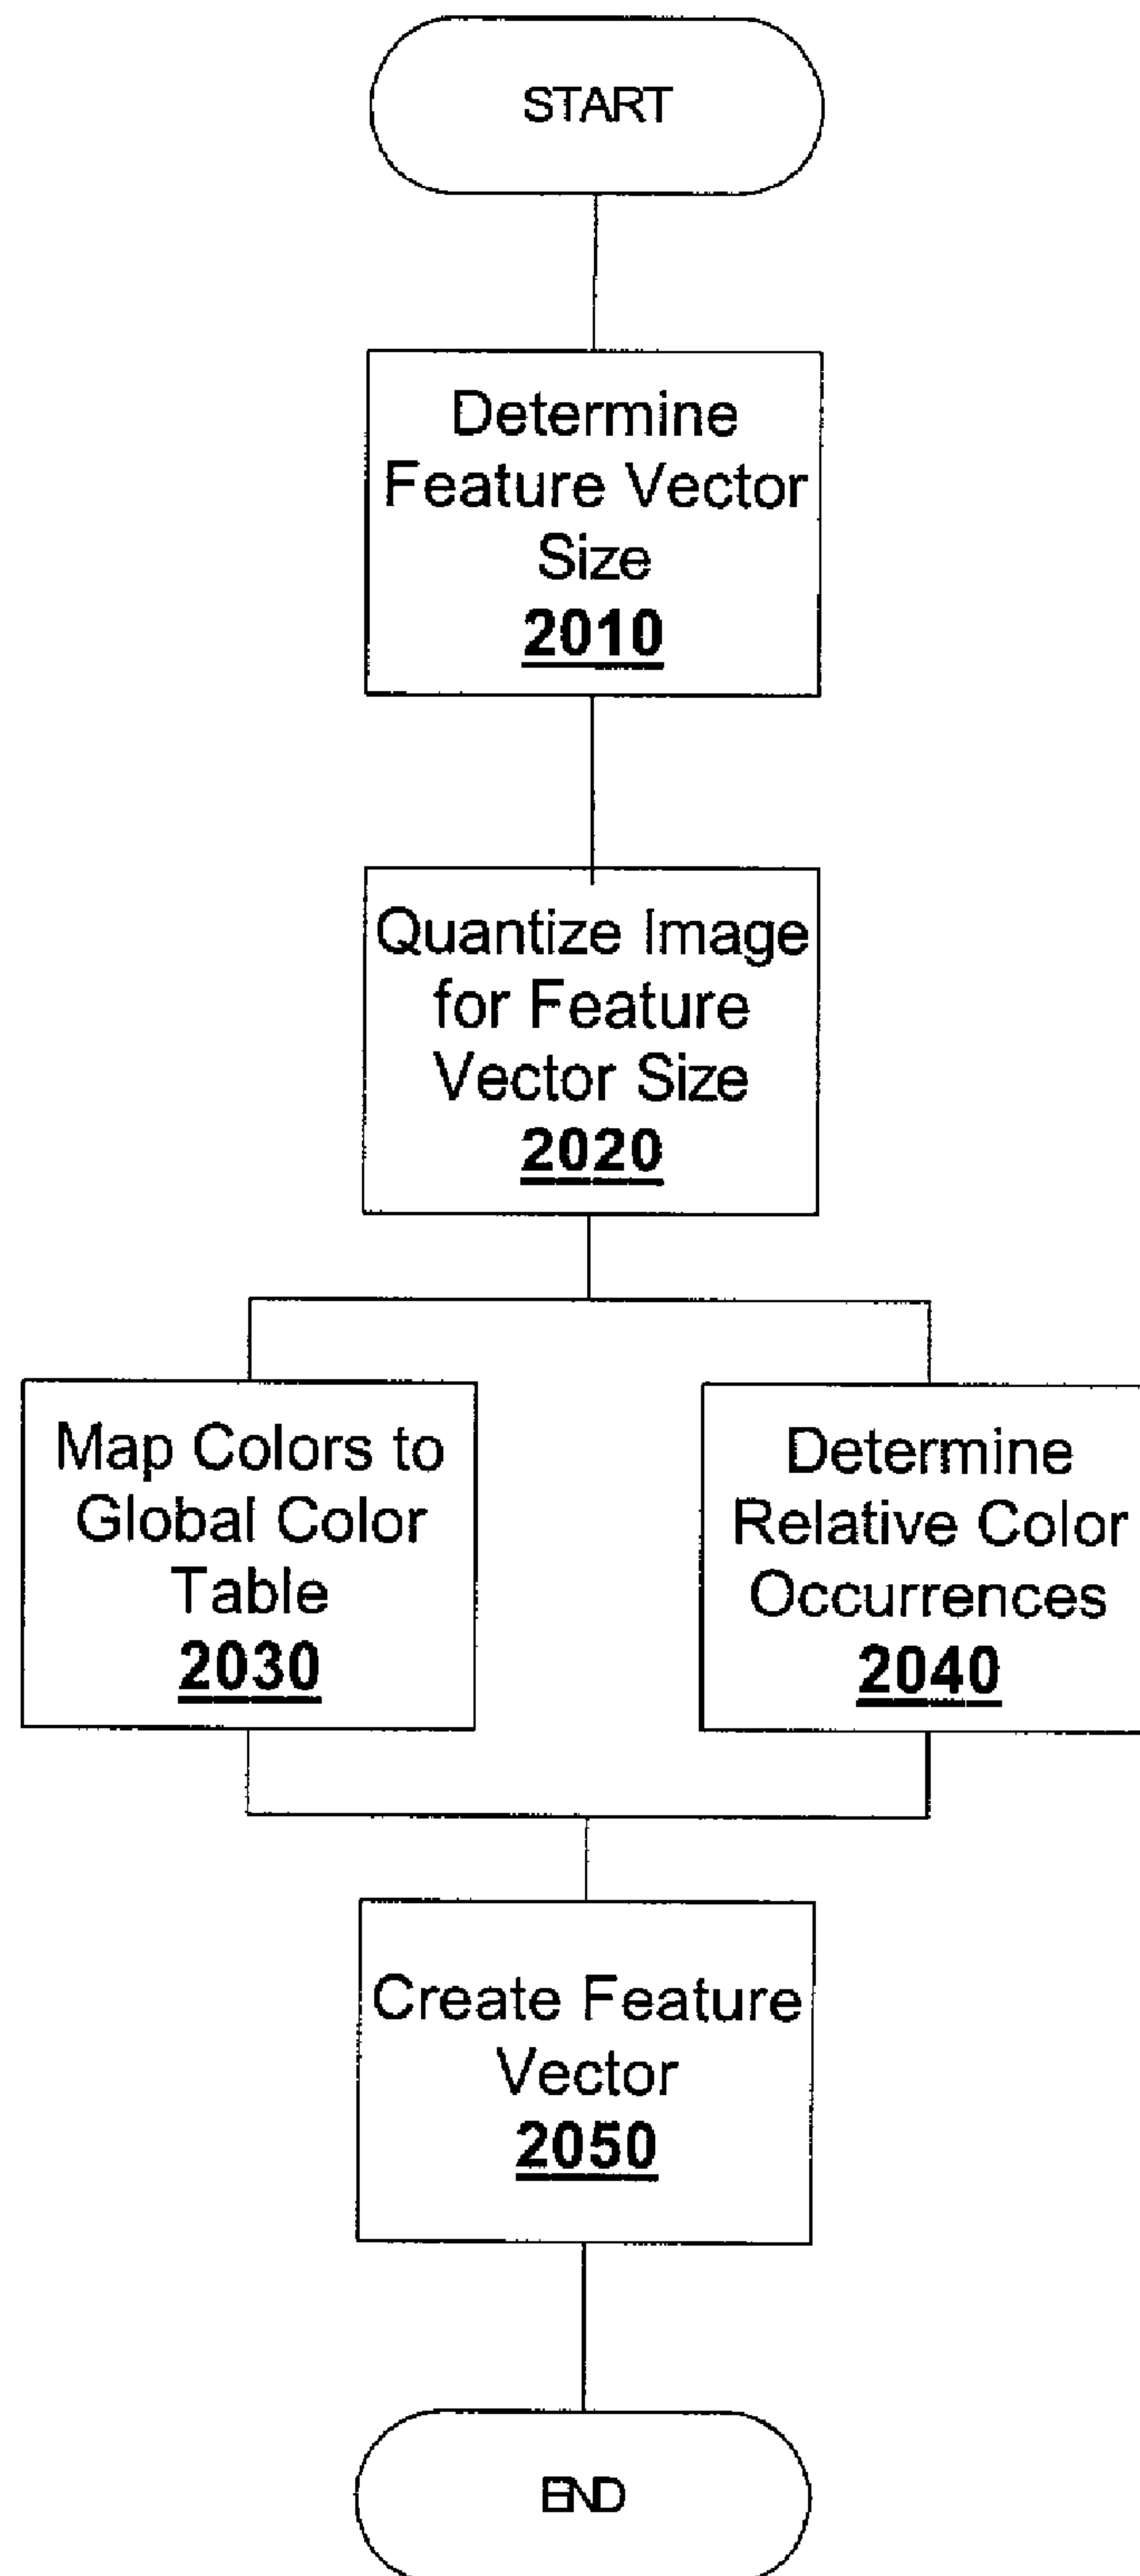 START
Determine
Feature Vector
Size
2010
Quantize Image
for Feature
Vector Size
2020
Map Colors to
Global Color
Table
2030
Determine
Relative Color
Occurrences
2040
Create Feature
Vector
2050
END